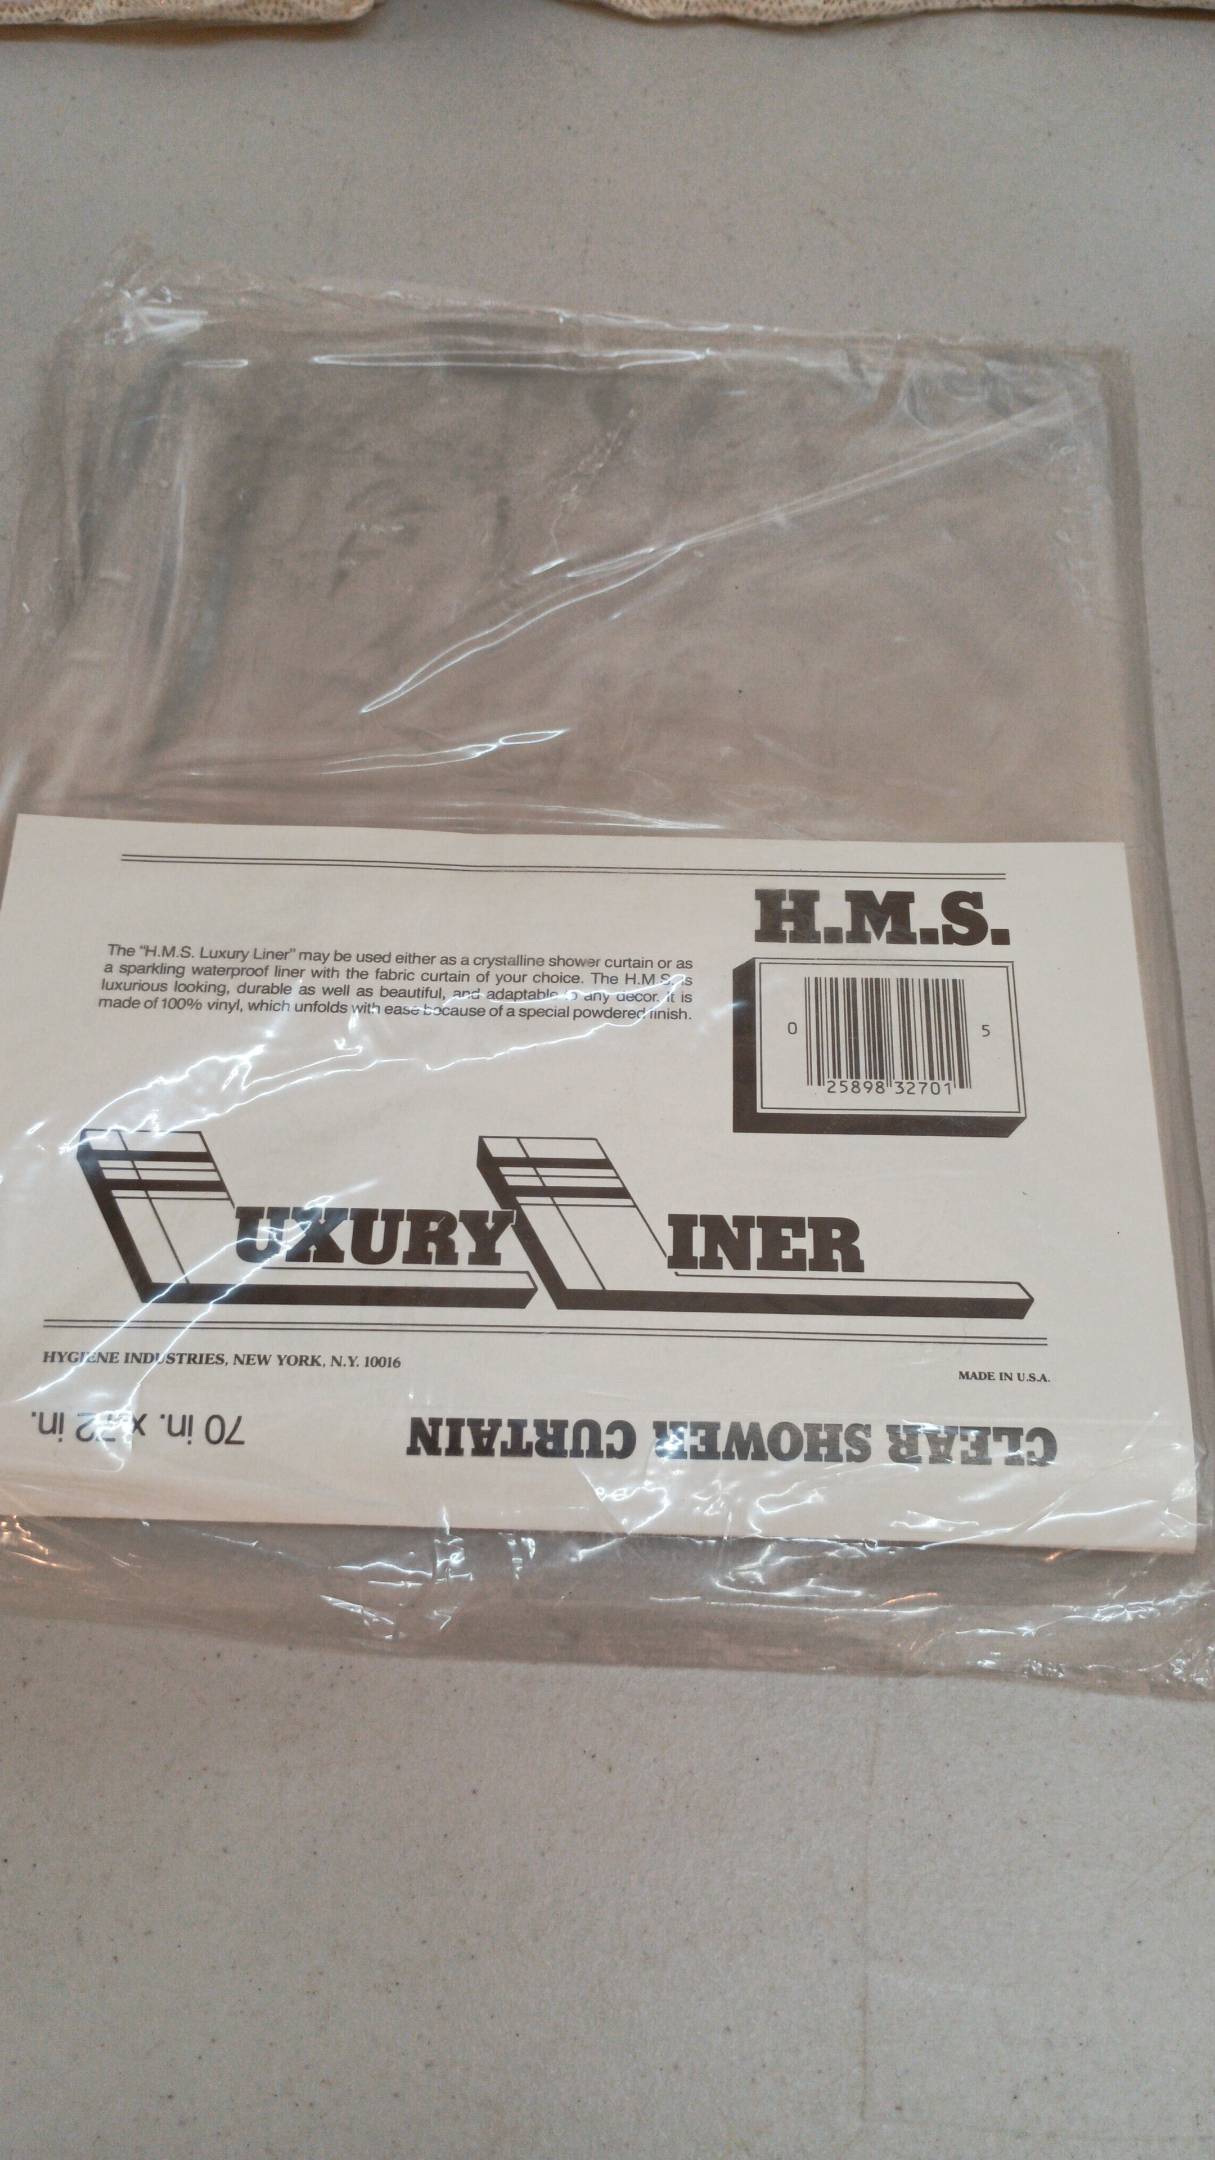 H.M.S.
The "H.M.S. Luxury Liner" may be used either as a crystalline shower curtain or as
a sparkling waterproof liner with the fabric curtain of your choice. The H.M.S. is
luxurious looking, durable as well as beautiful, and adaptable to any decor. It is
made of 100% vinyl, which unfolds with ease because of a special powdered finish.
0 25898 32701 5
LUXURY LINER
HYGIENE INDUSTRIES, NEW YORK, N.Y. 10016
MADE IN U.S.A.
CLEAR SHOWER CURTAIN
70 in. x 72 in.